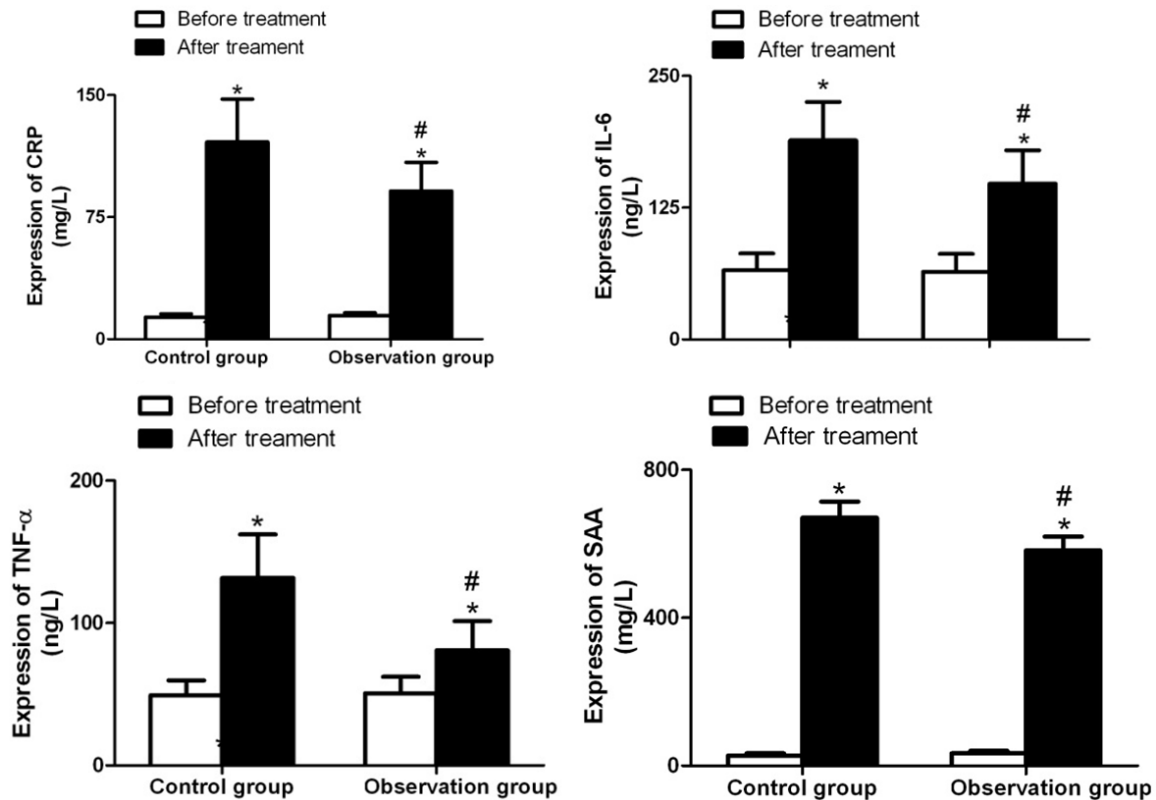 Before treatment
After treament
Expression of CRP
(mg/L)
150
75
0
*
#
*
*
Control group
Observation group
Before treatment
After treament
Expression of IL-6
(ng/L)
250
125
0
*
#
*
*
Before treatment
After treament
Expression of TNF-α
(ng/L)
200
100
0
*
#
*
*
Control group
Observation group
Before treatment
After treament
Expression of SAA
(mg/L)
800
400
0
*
#
*
Control group
Observation group